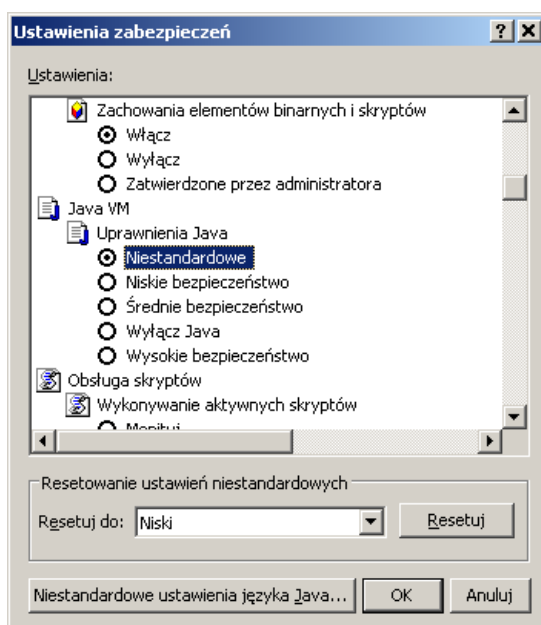 Ustawienia zabezpieczeń
Ustawienia:
Zachowania elementów binarnych i skryptów
Włącz
Wyłącz
Zatwierdzone przez administratora
Java VM
Uprawnienia Java
Niestandardowe
Niskie bezpieczeństwo
Średnie bezpieczeństwo
Wyłącz Java
Wysokie bezpieczeństwo
Obsługa skryptów
Wykonywanie aktywnych skryptów
Monituj
Resetowanie ustawień niestandardowych
Resetuj do: Niski Resetuj
Niestandardowe ustawienia języka Java... OK Anuluj